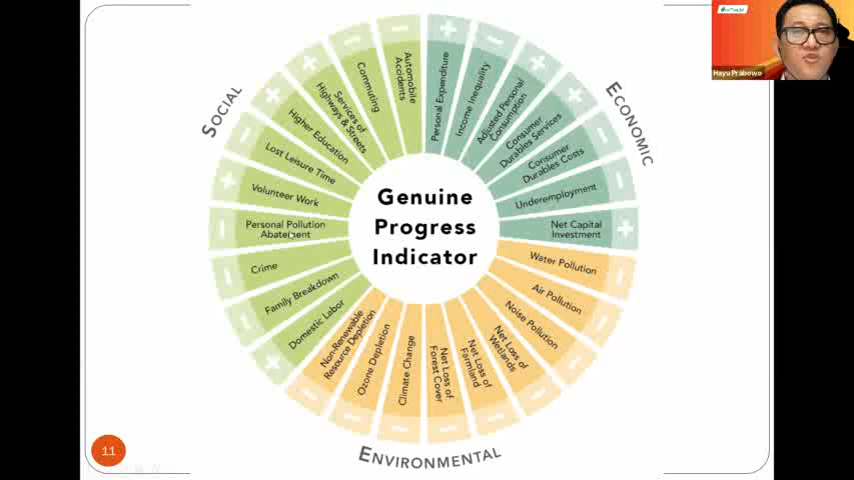 Genuine
Progress
Indicator
SOCIAL
ECONOMIC
ENVIRONMENTAL
Personal Expenditure
Income Inequality
Adjusted Personal
Consumption
Consumer
Durables Services
Consumer
Durables Costs
Underemployment
Net Capital
Investment
Water Pollution
Air Pollution
Noise Pollution
Net Loss of
Wetlands
Net Loss of
Farmland
Net Loss of
Forest Cover
Climate Change
Ozone Depletion
Non-Renewable
Resource Depletion
Domestic Labor
Family Breakdown
Crime
Personal Pollution
Abatement
Volunteer Work
Lost Leisure Time
Higher Education
Services of
Highways & Streets
Commuting
Automobile
Accidents
11
Hayu Prabowo